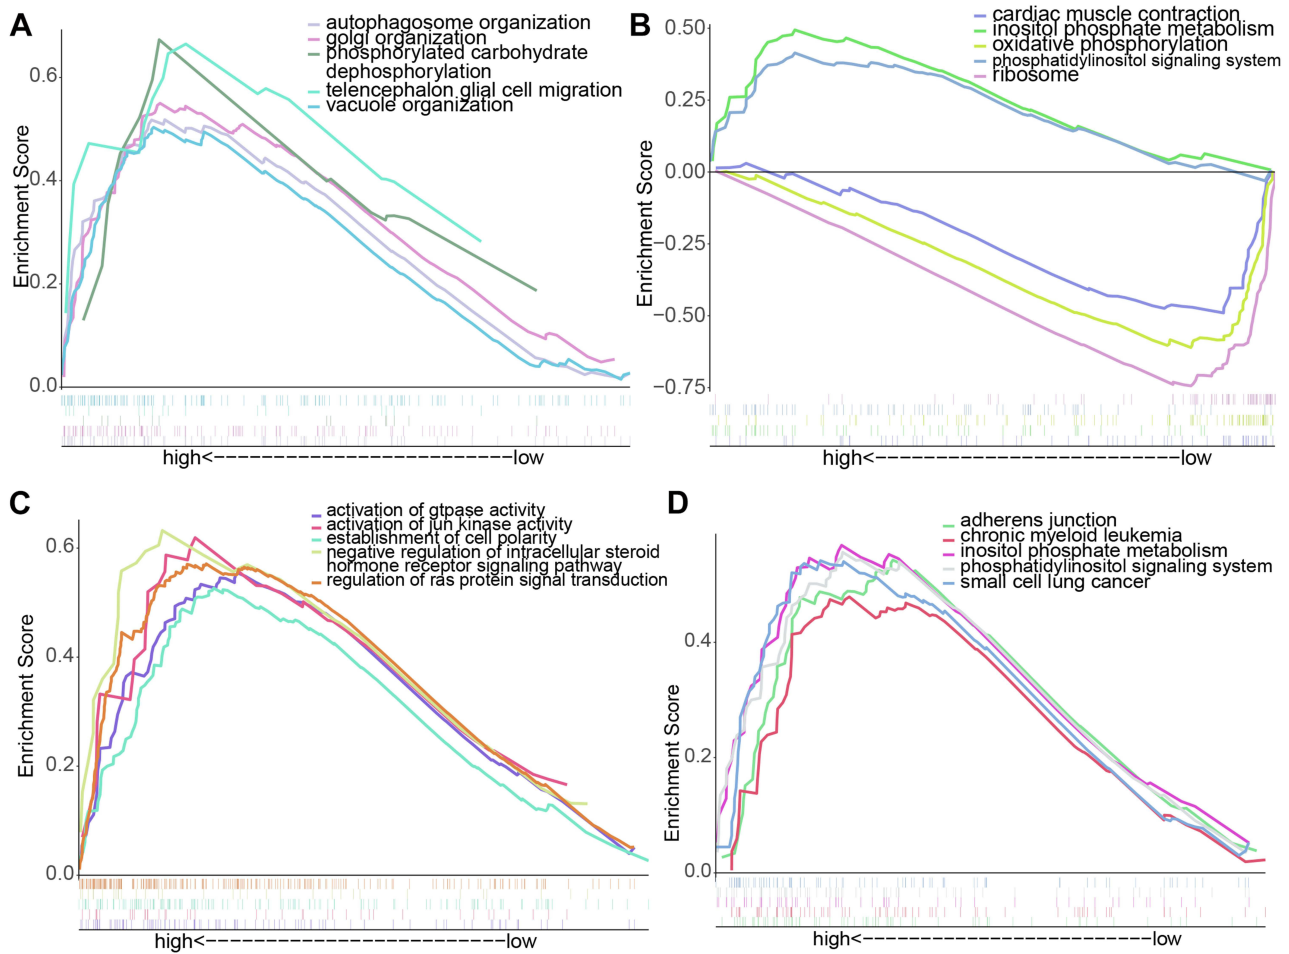 A
autophagosome organization
golgi organization
phosphorylated carbohydrate
dephosphorylation
telencephalon glial cell migration
vacuole organization
Enrichment Score
0.6
0.4
0.2
0.0
high<-------------------------low
B
cardiac muscle contraction
inositol phosphate metabolism
oxidative phosphorylation
phosphatidylinositol signaling system
ribosome
Enrichment Score
0.50
0.25
0.00
−0.25
−0.50
−0.75
high<-------------------------low
C
activation of gtpase activity
activation of jun kinase activity
establishment of cell polarity
negative regulation of intracellular steroid
hormone receptor signaling pathway
regulation of ras protein signal transduction
Enrichment Score
0.6
0.4
0.2
0.0
high<-------------------------low
D
adherens junction
chronic myeloid leukemia
inositol phosphate metabolism
phosphatidylinositol signaling system
small cell lung cancer
Enrichment Score
0.4
0.2
0.0
high<-------------------------low